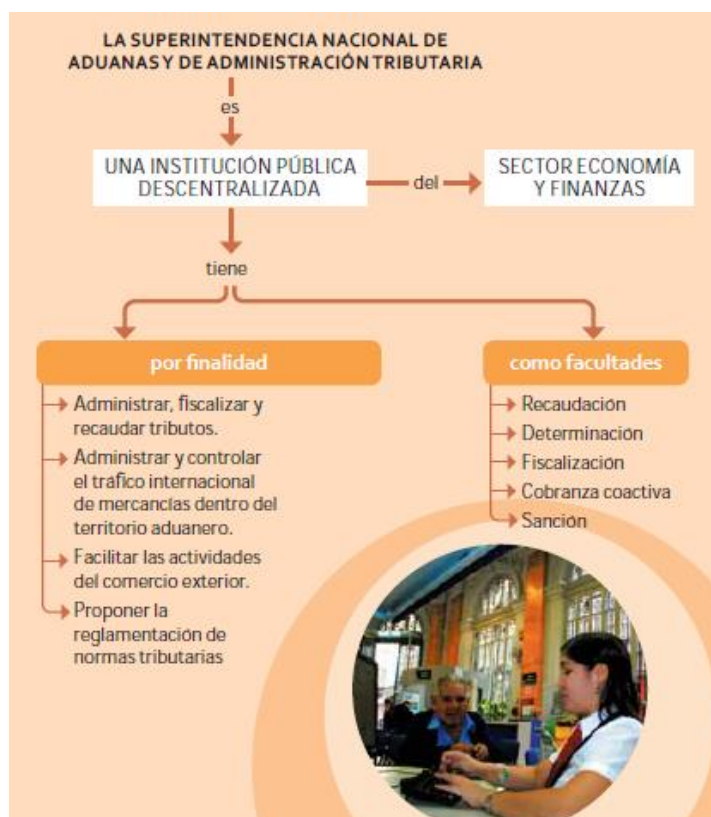 LA SUPERINTENDENCIA NACIONAL DE
ADUANAS Y DE ADMINISTRACIÓN TRIBUTARIA
es
UNA INSTITUCIÓN PÚBLICA
DESCENTRALIZADA
del
SECTOR ECONOMÍA
Y FINANZAS
tiene
por finalidad
Administrar, fiscalizar y
recaudar tributos.
Administrar y controlar
el tráfico internacional
de mercancías dentro del
territorio aduanero.
Facilitar las actividades
del comercio exterior.
Proponer la
reglamentación de
normas tributarias
como facultades
Recaudación
Determinación
Fiscalización
Cobranza coactiva
Sanción